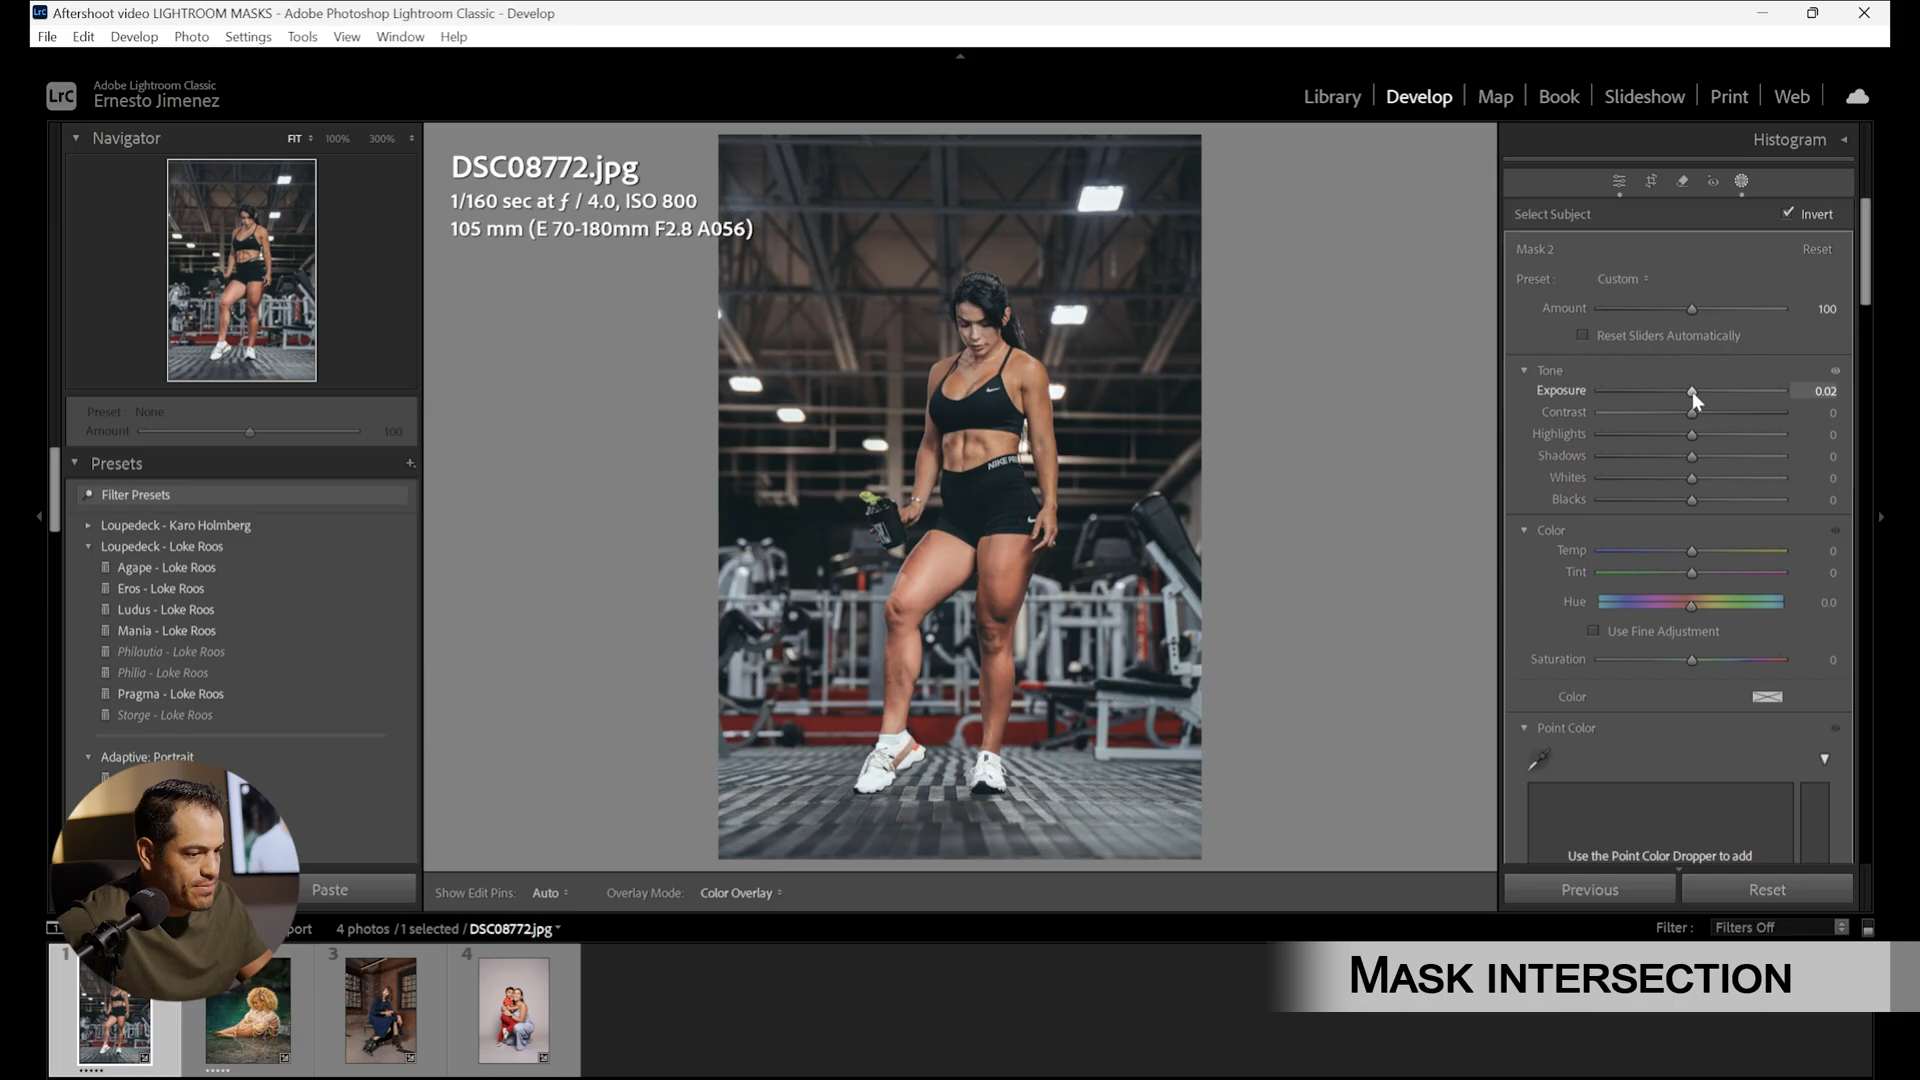 Aftershoot video LIGHTROOM MASKS - Adobe Photoshop Lightroom Classic - Develop
File Edit Develop Photo Settings Tools View Window Help
LrC
Adobe Lightroom Classic
Ernesto Jimenez
Library Develop Map Book Slideshow Print Web
Navigator FIT 100% 300%
Preset: None
Amount 100
Presets
Filter Presets
Loupedeck - Karo Holmberg
Loupedeck - Loke Roos
Agape - Loke Roos
Eros - Loke Roos
Ludus - Loke Roos
Mania - Loke Roos
Philautia - Loke Roos
Philia - Loke Roos
Pragma - Loke Roos
Storge - Loke Roos
Adaptive: Portrait
Paste
DSC08772.jpg
1/160 sec at ƒ / 4.0, ISO 800
105 mm (E 70-180mm F2.8 A056)
NIKE PR
Histogram
Select Subject Invert
Mask 2 Reset
Preset: Custom
Amount 100
Reset Sliders Automatically
Tone
Exposure 0.02
Contrast 0
Highlights 0
Shadows 0
Whites 0
Blacks 0
Color
Temp 0
Tint 0
Hue 0.0
Use Fine Adjustment
Saturation 0
Color
Point Color
Use the Point Color Dropper to add
Previous Reset
Show Edit Pins: Auto Overlay Mode: Color Overlay
port 4 photos / 1 selected / DSC08772.jpg Filter: Filters Off
1 3 4
MASK INTERSECTION